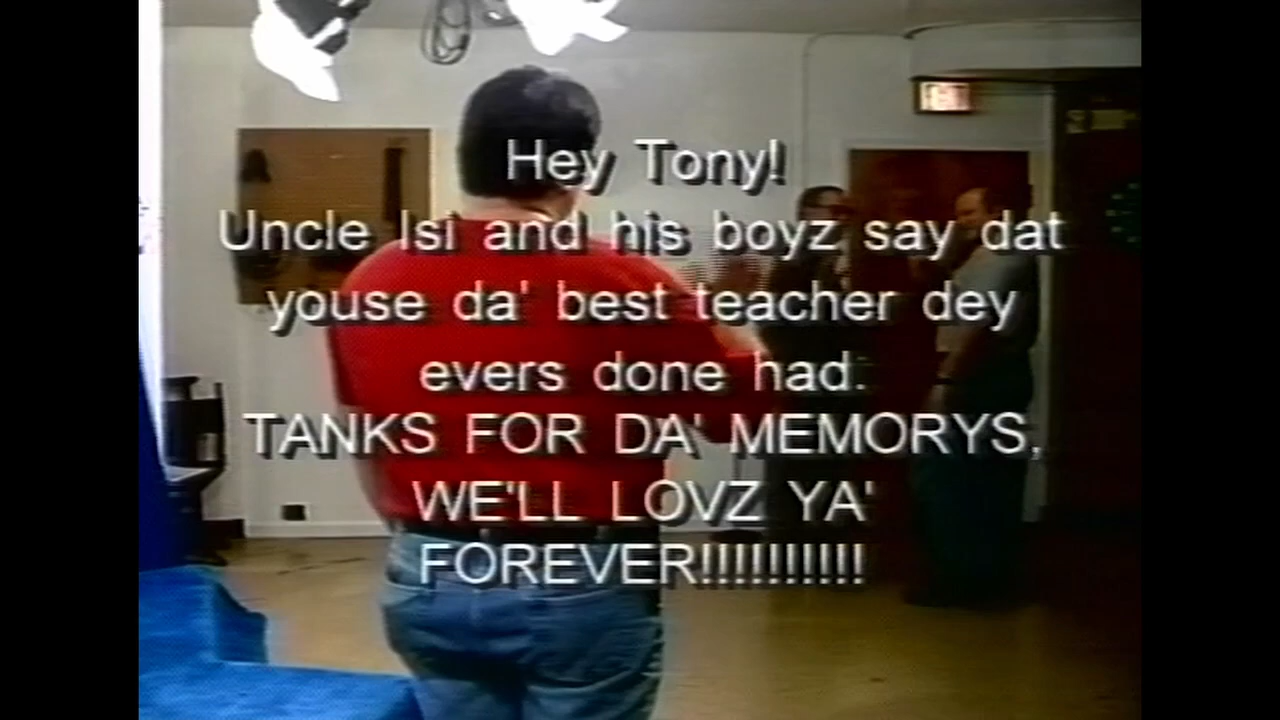 Hey Tony!
Uncle Isi and his boyz say dat
youse da' best teacher dey
evers done had.
TANKS FOR DA' MEMORYS,
WE'LL LOVZ YA'
FOREVER!!!!!!!!!!!